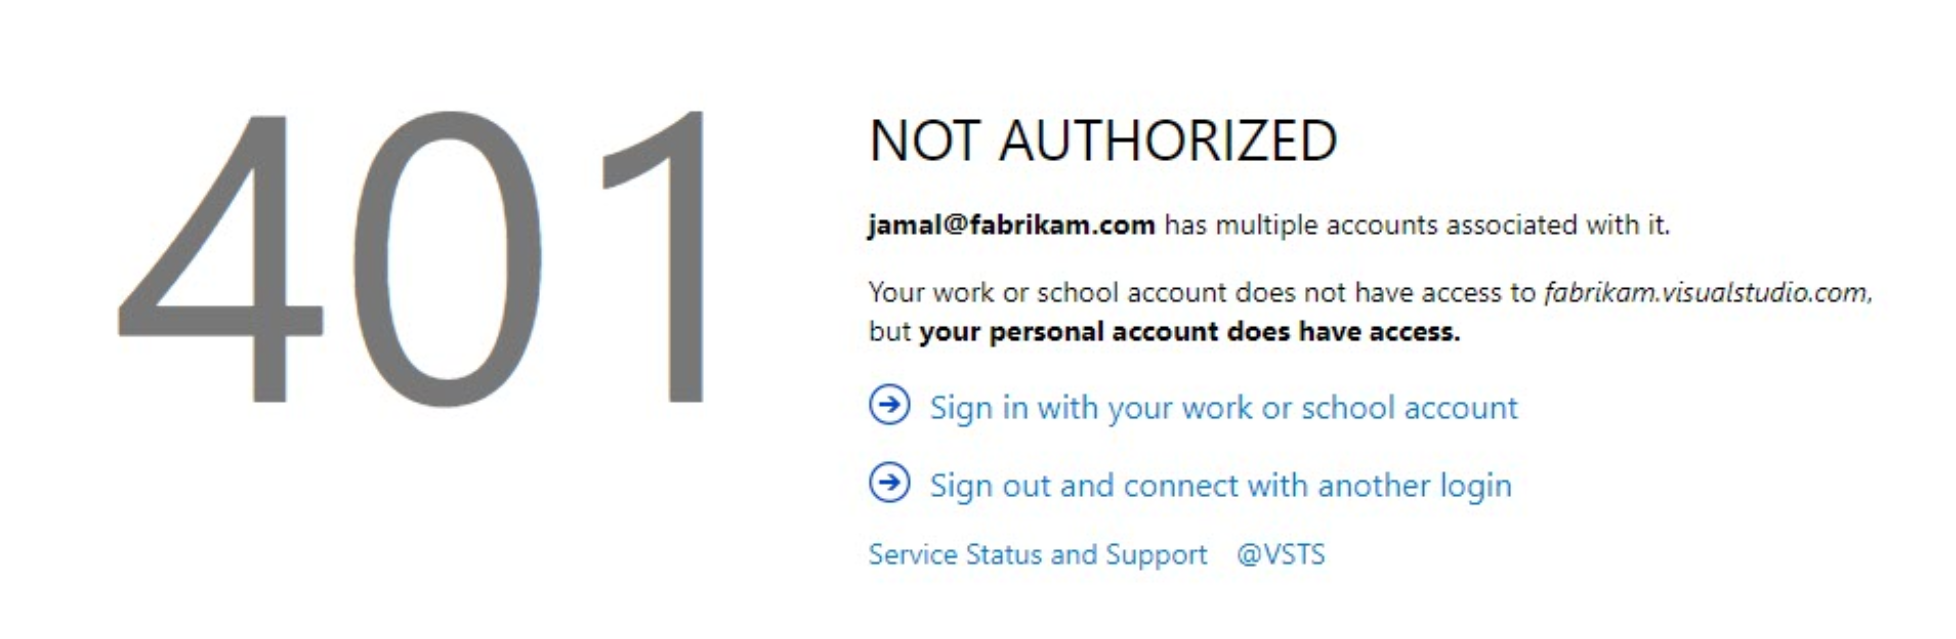 401
NOT AUTHORIZED
jamal@fabrikam.com has multiple accounts associated with it.
Your work or school account does not have access to fabrikam.visualstudio.com,
but your personal account does have access.
Sign in with your work or school account
Sign out and connect with another login
Service Status and Support @VSTS